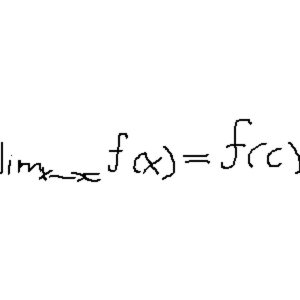 lim x—x f(x) = f(c)